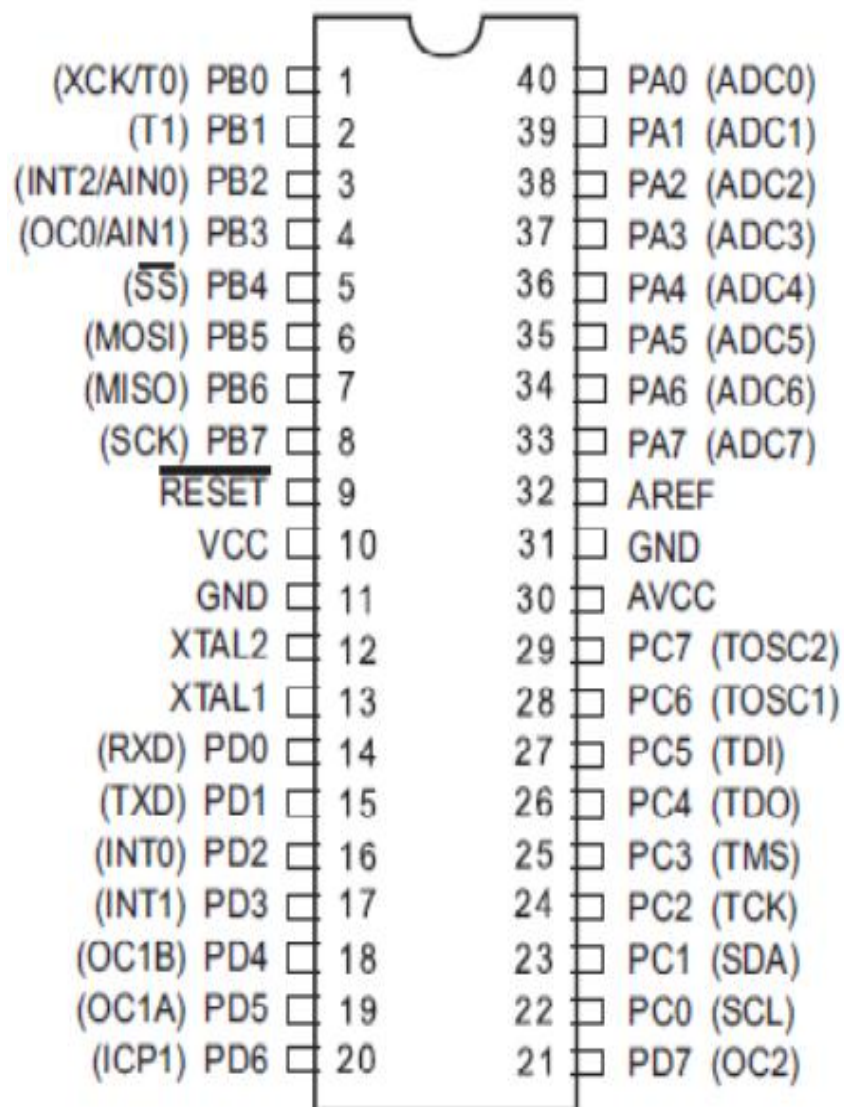 (XCK/T0) PB0 1 40 PA0 (ADC0)
(T1) PB1 2 39 PA1 (ADC1)
(INT2/AIN0) PB2 3 38 PA2 (ADC2)
(OC0/AIN1) PB3 4 37 PA3 (ADC3)
(S̅S̅) PB4 5 36 PA4 (ADC4)
(MOSI) PB5 6 35 PA5 (ADC5)
(MISO) PB6 7 34 PA6 (ADC6)
(SCK) PB7 8 33 PA7 (ADC7)
R̅E̅S̅E̅T̅ 9 32 AREF
VCC 10 31 GND
GND 11 30 AVCC
XTAL2 12 29 PC7 (TOSC2)
XTAL1 13 28 PC6 (TOSC1)
(RXD) PD0 14 27 PC5 (TDI)
(TXD) PD1 15 26 PC4 (TDO)
(INT0) PD2 16 25 PC3 (TMS)
(INT1) PD3 17 24 PC2 (TCK)
(OC1B) PD4 18 23 PC1 (SDA)
(OC1A) PD5 19 22 PC0 (SCL)
(ICP1) PD6 20 21 PD7 (OC2)